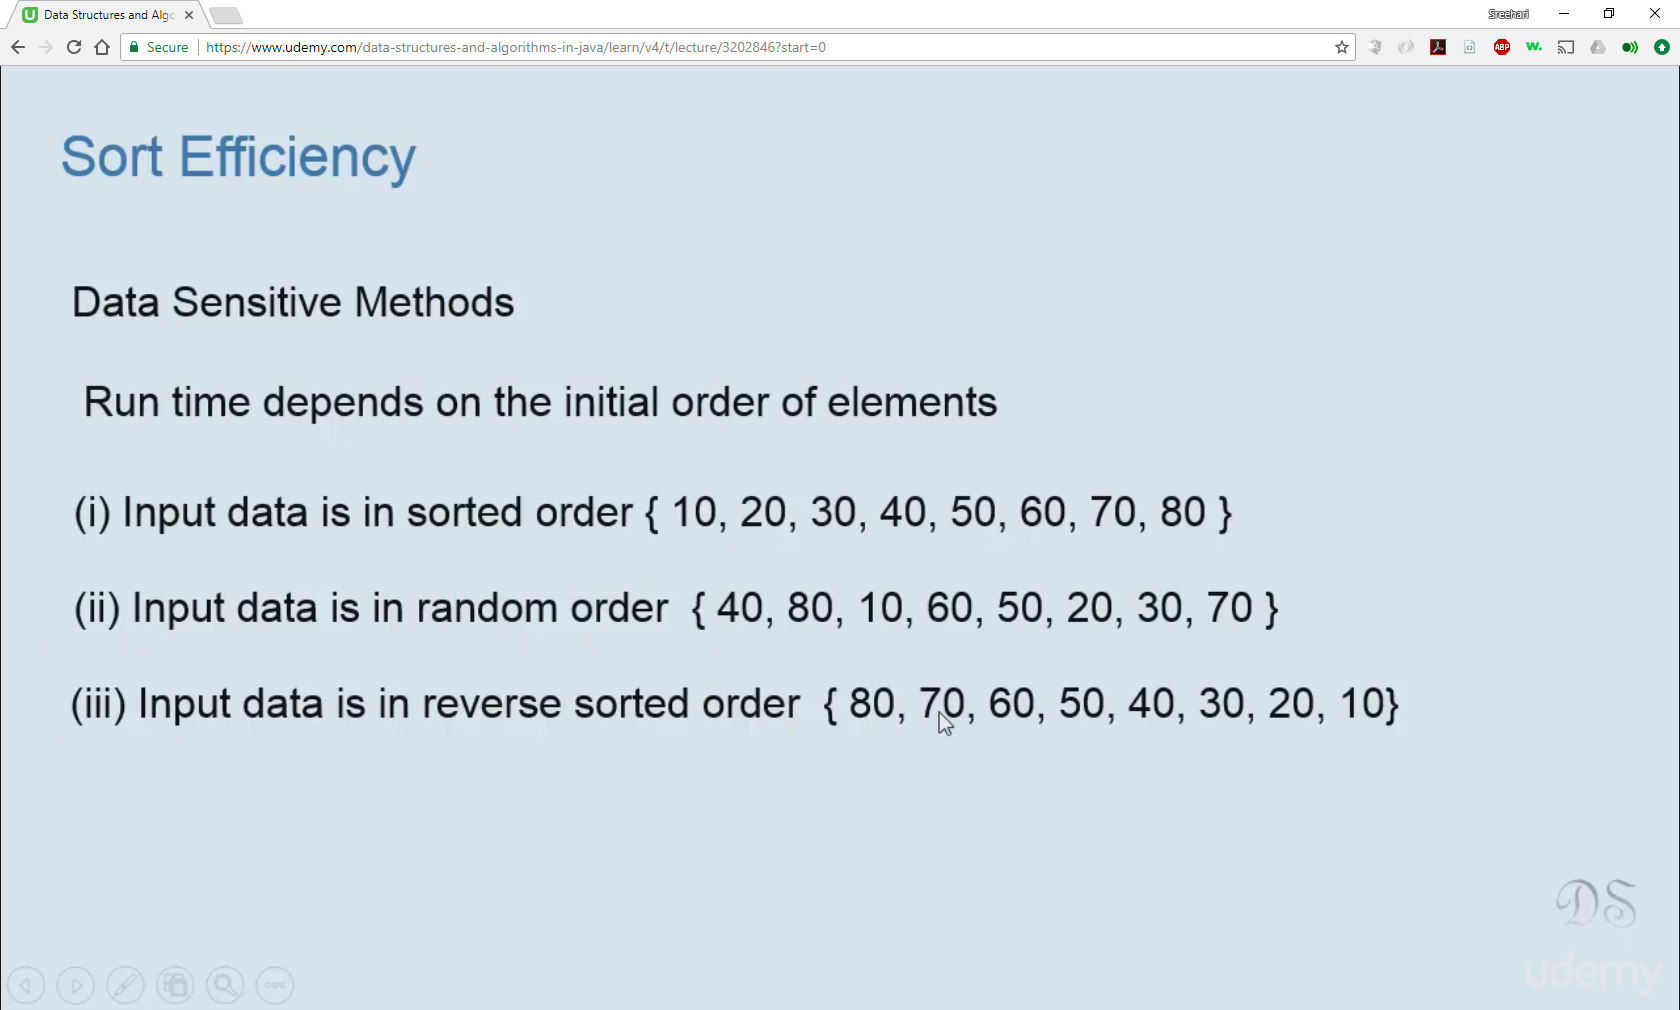 Data Structures and Algo
Sreehari
Secure
https://www.udemy.com/data-structures-and-algorithms-in-java/learn/v4/t/lecture/3202846?start=0
ABP
w.
Sort Efficiency
Data Sensitive Methods
Run time depends on the initial order of elements
(i) Input data is in sorted order { 10, 20, 30, 40, 50, 60, 70, 80 }
(ii) Input data is in random order { 40, 80, 10, 60, 50, 20, 30, 70 }
(iii) Input data is in reverse sorted order { 80, 70, 60, 50, 40, 30, 20, 10}
DS
udemy